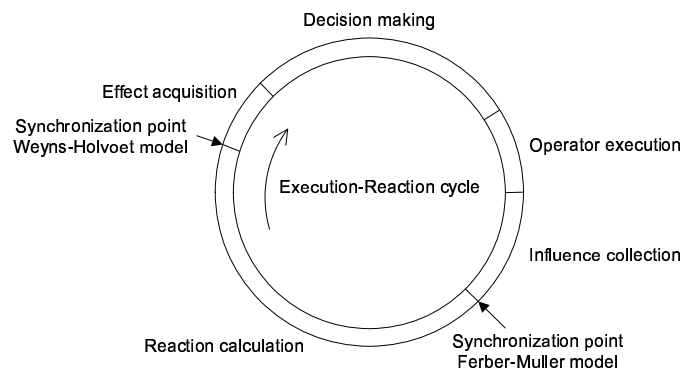 Decision making
Effect acquisition
Synchronization point
Weyns-Holvoet model
Operator execution
Execution-Reaction cycle
Influence collection
Reaction calculation
Synchronization point
Ferber-Muller model